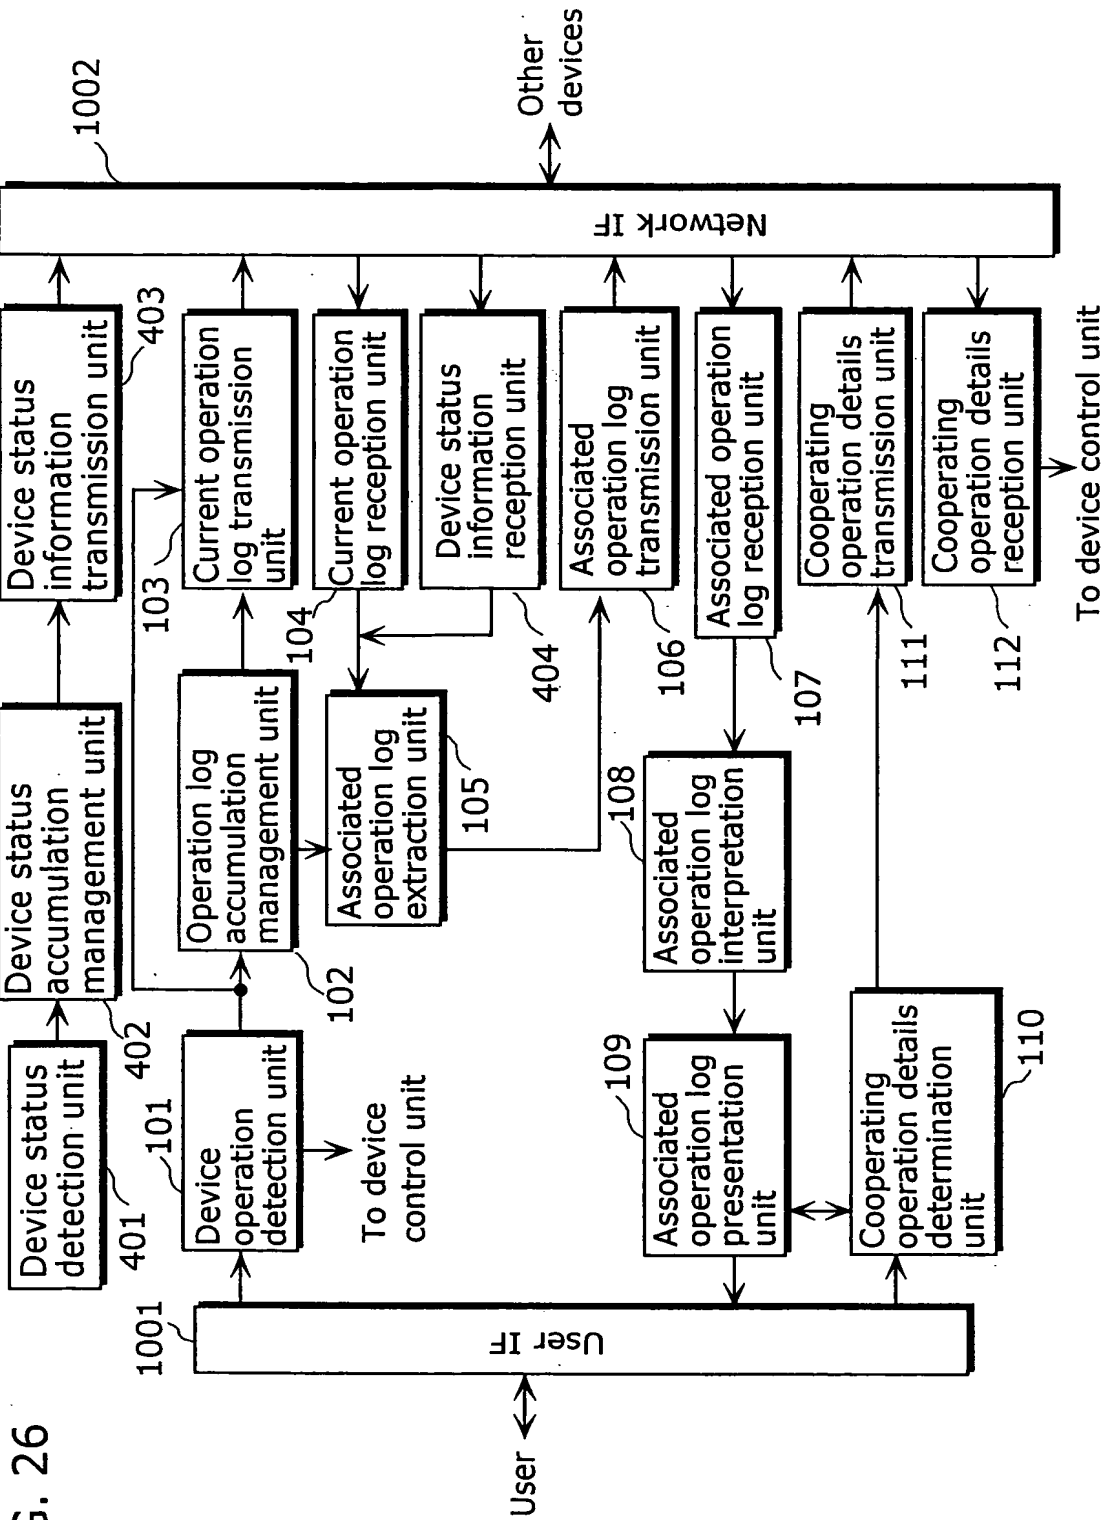 G. 26
User
1001
User IF
401
Device status
detection unit
402
Device status
accumulation
management unit
403
Device status
information
transmission unit
1002
Network IF
Other
devices
101
Device
operation
detection unit
To device
control unit
102
Operation log
accumulation
management unit
103
Current operation
log transmission
unit
104
Current operation
log reception unit
105
Associated
operation log
extraction unit
404
Device status
information
reception unit
106
Associated
operation log
transmission unit
107
Associated operation
log reception unit
108
Associated
operation log
interpretation
unit
109
Associated
operation log
presentation
unit
110
Cooperating
operation details
determination
unit
111
Cooperating
operation details
transmission unit
112
Cooperating
operation details
reception unit
To device control unit